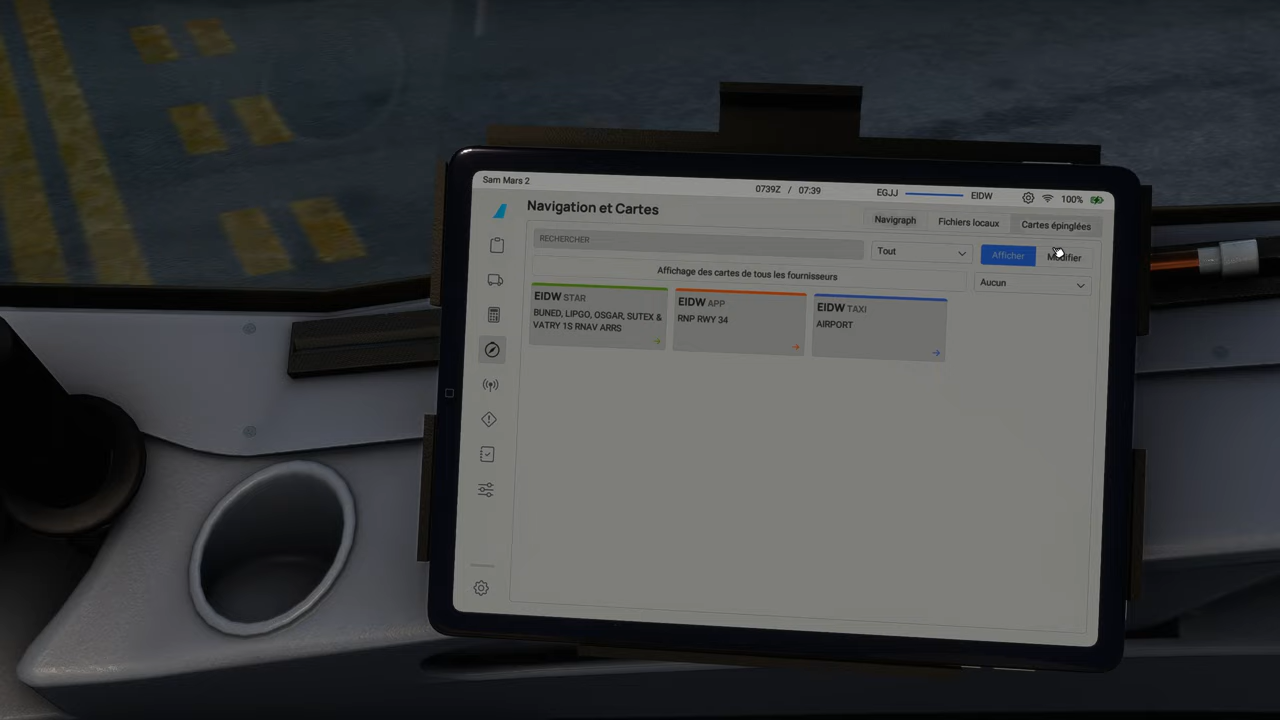 Sam Mars 2
0739Z / 07:39
EGJJ
EIDW
100%
Navigation et Cartes
Navigraph
Fichiers locaux
Cartes épinglées
RECHERCHER
Tout
Afficher
Modifier
Affichage des cartes de tous les fournisseurs
Aucun
EIDW STAR
BUNED, LIPGO, OSGAR, SUTEX &
VATRY 1S RNAV ARRS
EIDW APP
RNP RWY 34
EIDW TAXI
AIRPORT